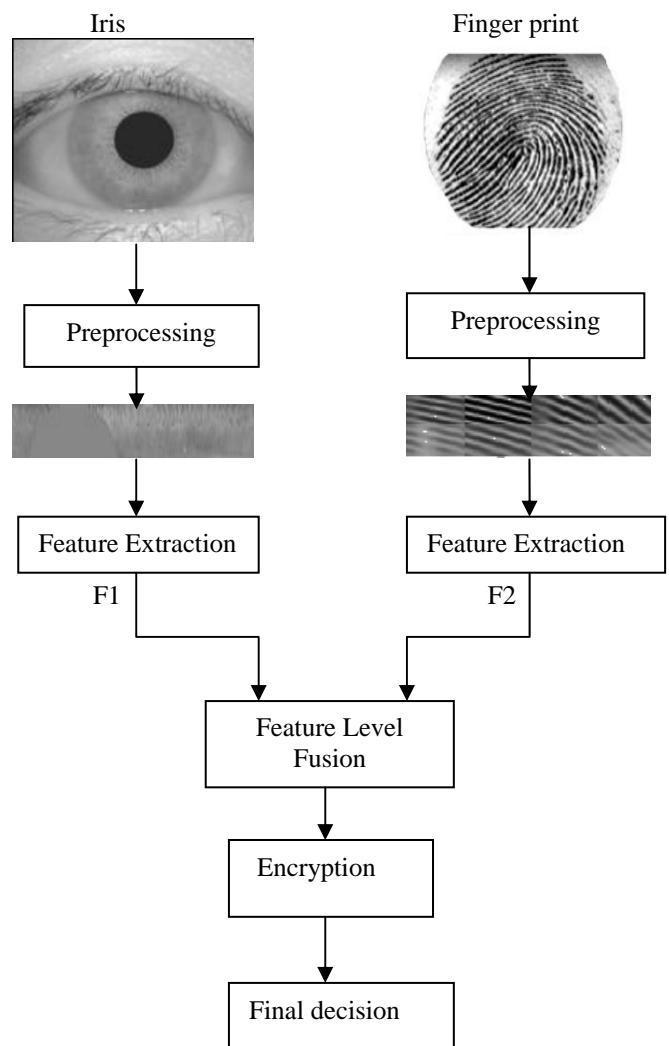 Iris
Finger print
Preprocessing
Preprocessing
Feature Extraction
Feature Extraction
F1
F2
Feature Level
Fusion
Encryption
Final decision